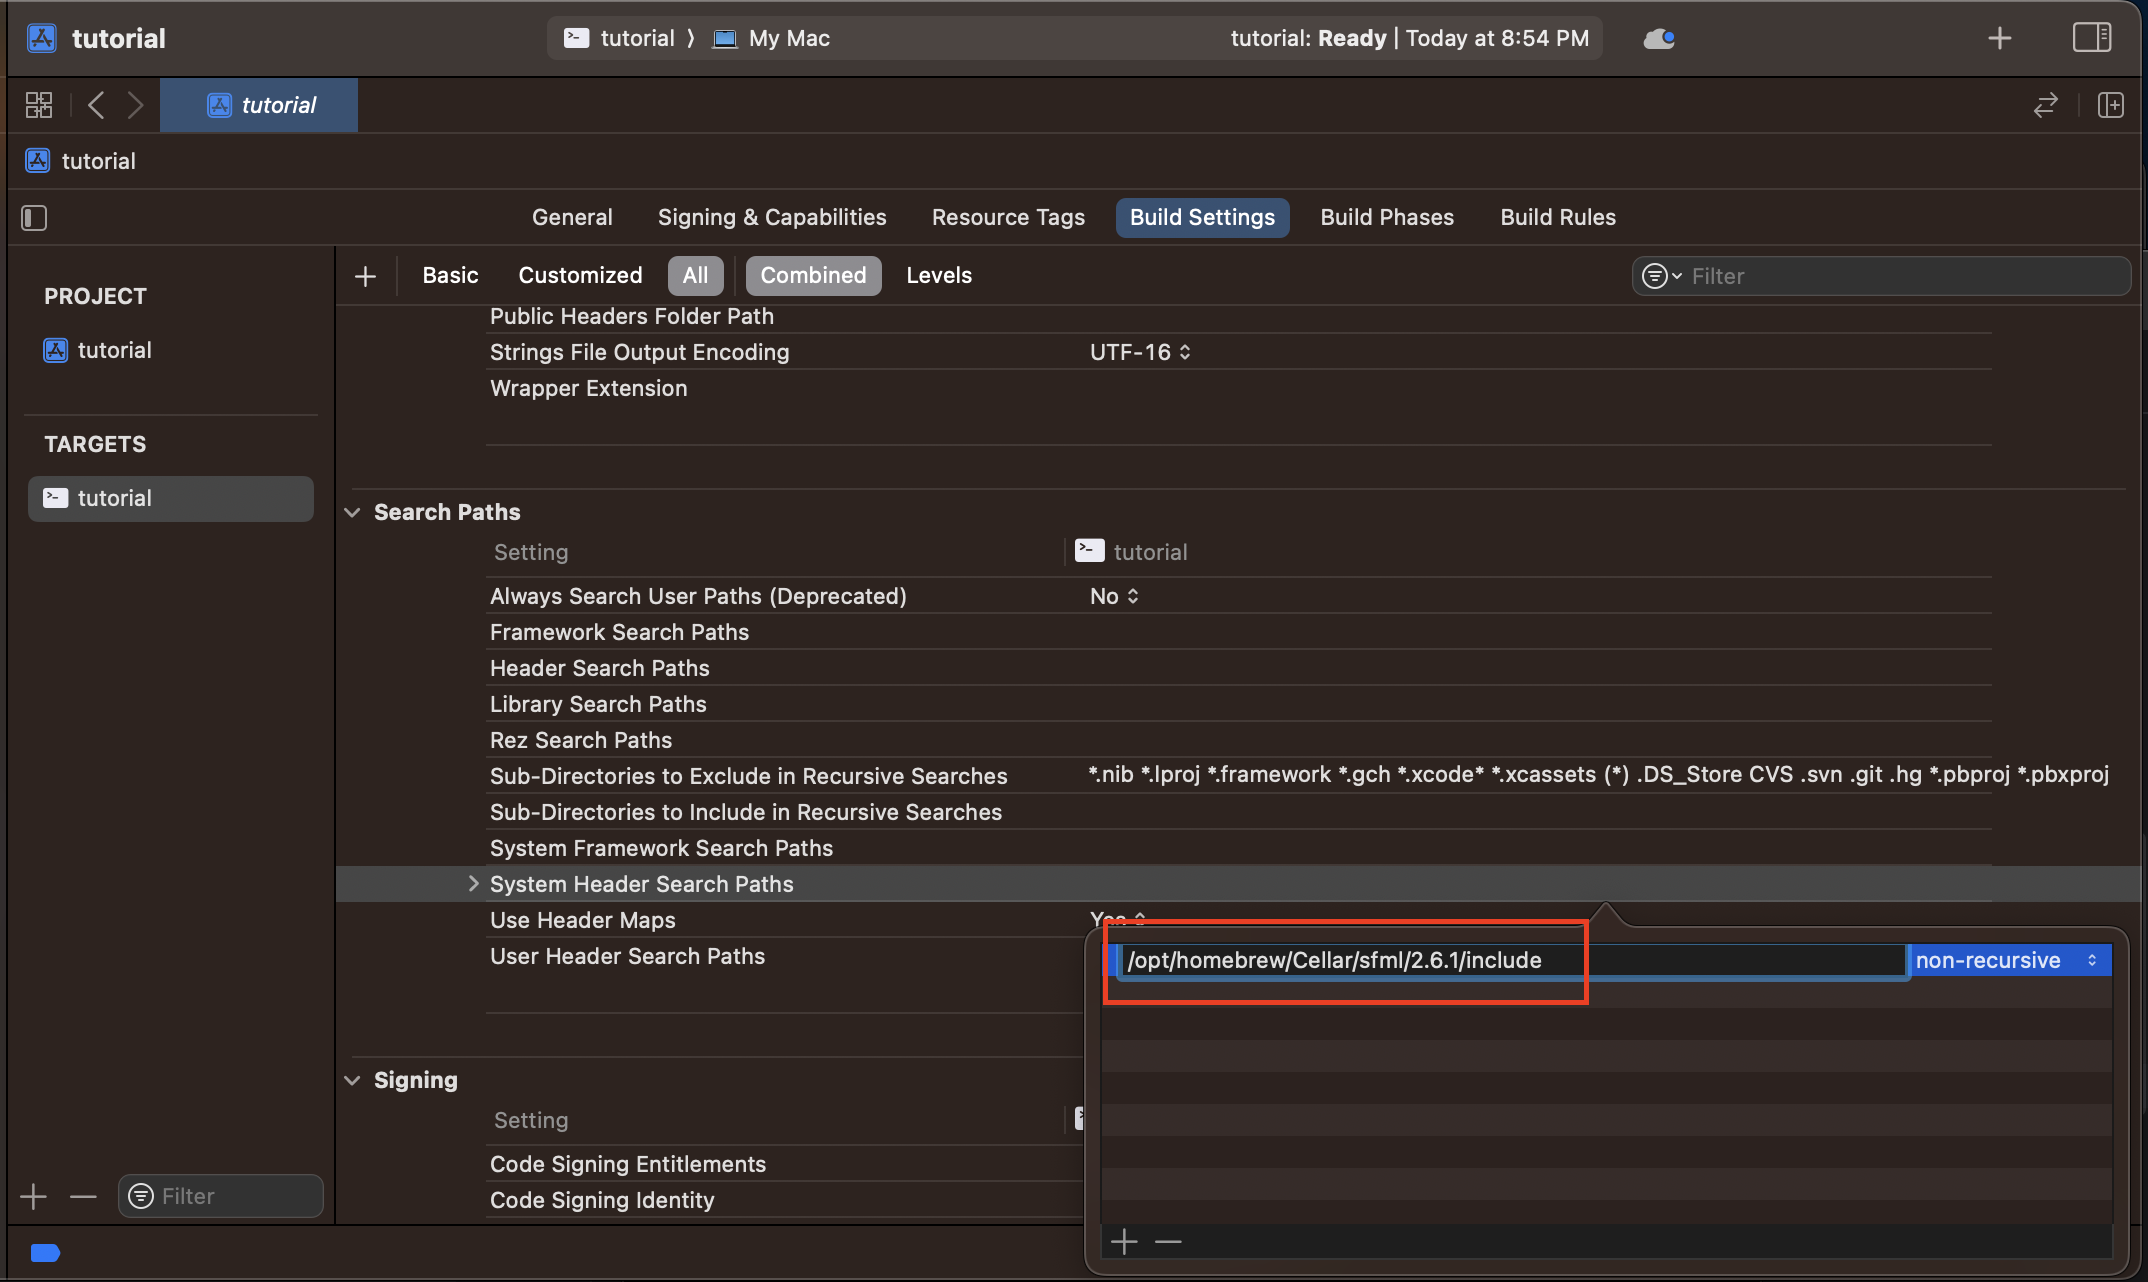 tutorial
tutorial 〉 My Mac
tutorial: Ready | Today at 8:54 PM
tutorial
tutorial
General Signing & Capabilities Resource Tags Build Settings Build Phases Build Rules
PROJECT
tutorial
TARGETS
tutorial
Filter
Basic Customized All Combined Levels
Filter
Public Headers Folder Path
Strings File Output Encoding UTF-16
Wrapper Extension
Search Paths
Setting tutorial
Always Search User Paths (Deprecated) No
Framework Search Paths
Header Search Paths
Library Search Paths
Rez Search Paths
Sub-Directories to Exclude in Recursive Searches *.nib *.lproj *.framework *.gch *.xcode* *.xcassets (*) .DS_Store CVS .svn .git .hg *.pbproj *.pbxproj
Sub-Directories to Include in Recursive Searches
System Framework Search Paths
System Header Search Paths
Use Header Maps Yes
User Header Search Paths
/opt/homebrew/Cellar/sfml/2.6.1/include non-recursive
Signing
Setting
Code Signing Entitlements
Code Signing Identity